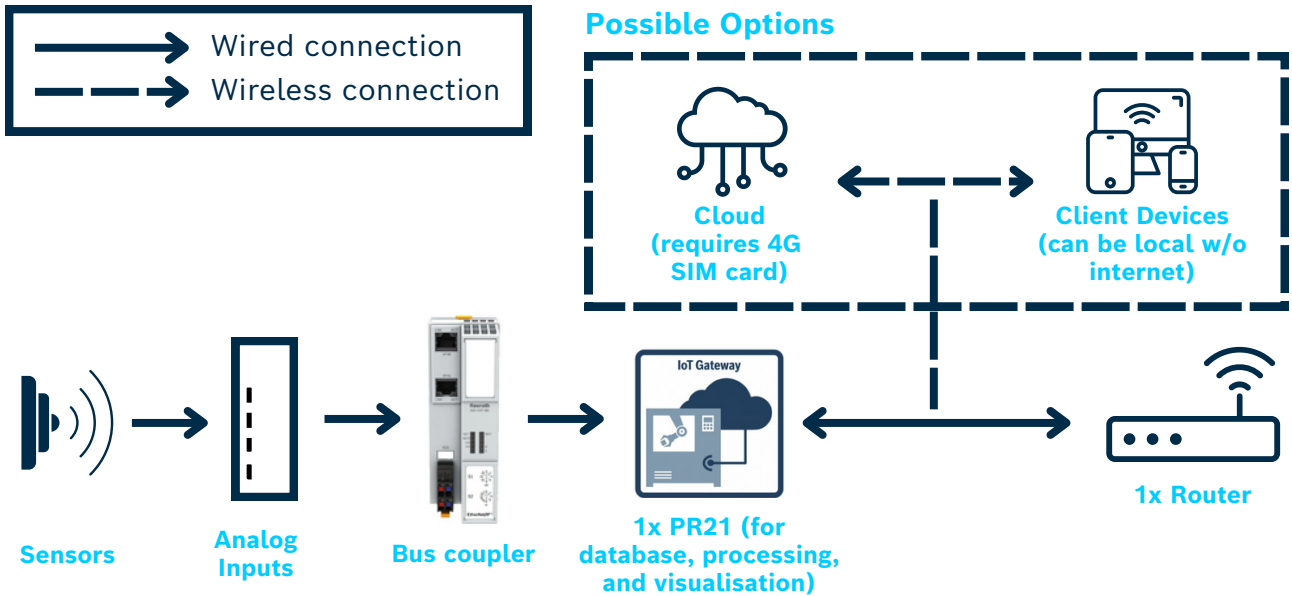 Wired connection
Wireless connection
Possible Options
Cloud
(requires 4G
SIM card)
Client Devices
(can be local w/o
internet)
IoT Gateway
Sensors
Analog
Inputs
Bus coupler
1x PR21 (for
database, processing,
and visualisation)
1x Router